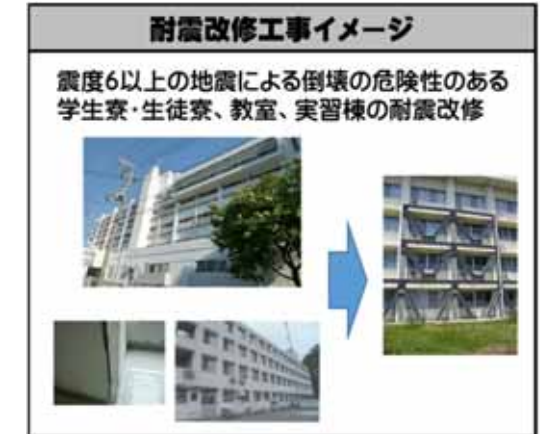 耐震改修工事イメージ
震度6以上の地震による倒壊の危険性のある
学生寮・生徒寮、教室、実習棟の耐震改修